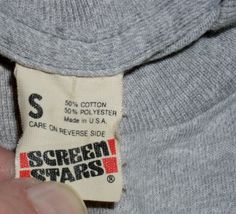 S
50% COTTON
50% POLYESTER
Made in U.S.A.
CARE ON REVERSE SIDE
SCREEN
STARS
®